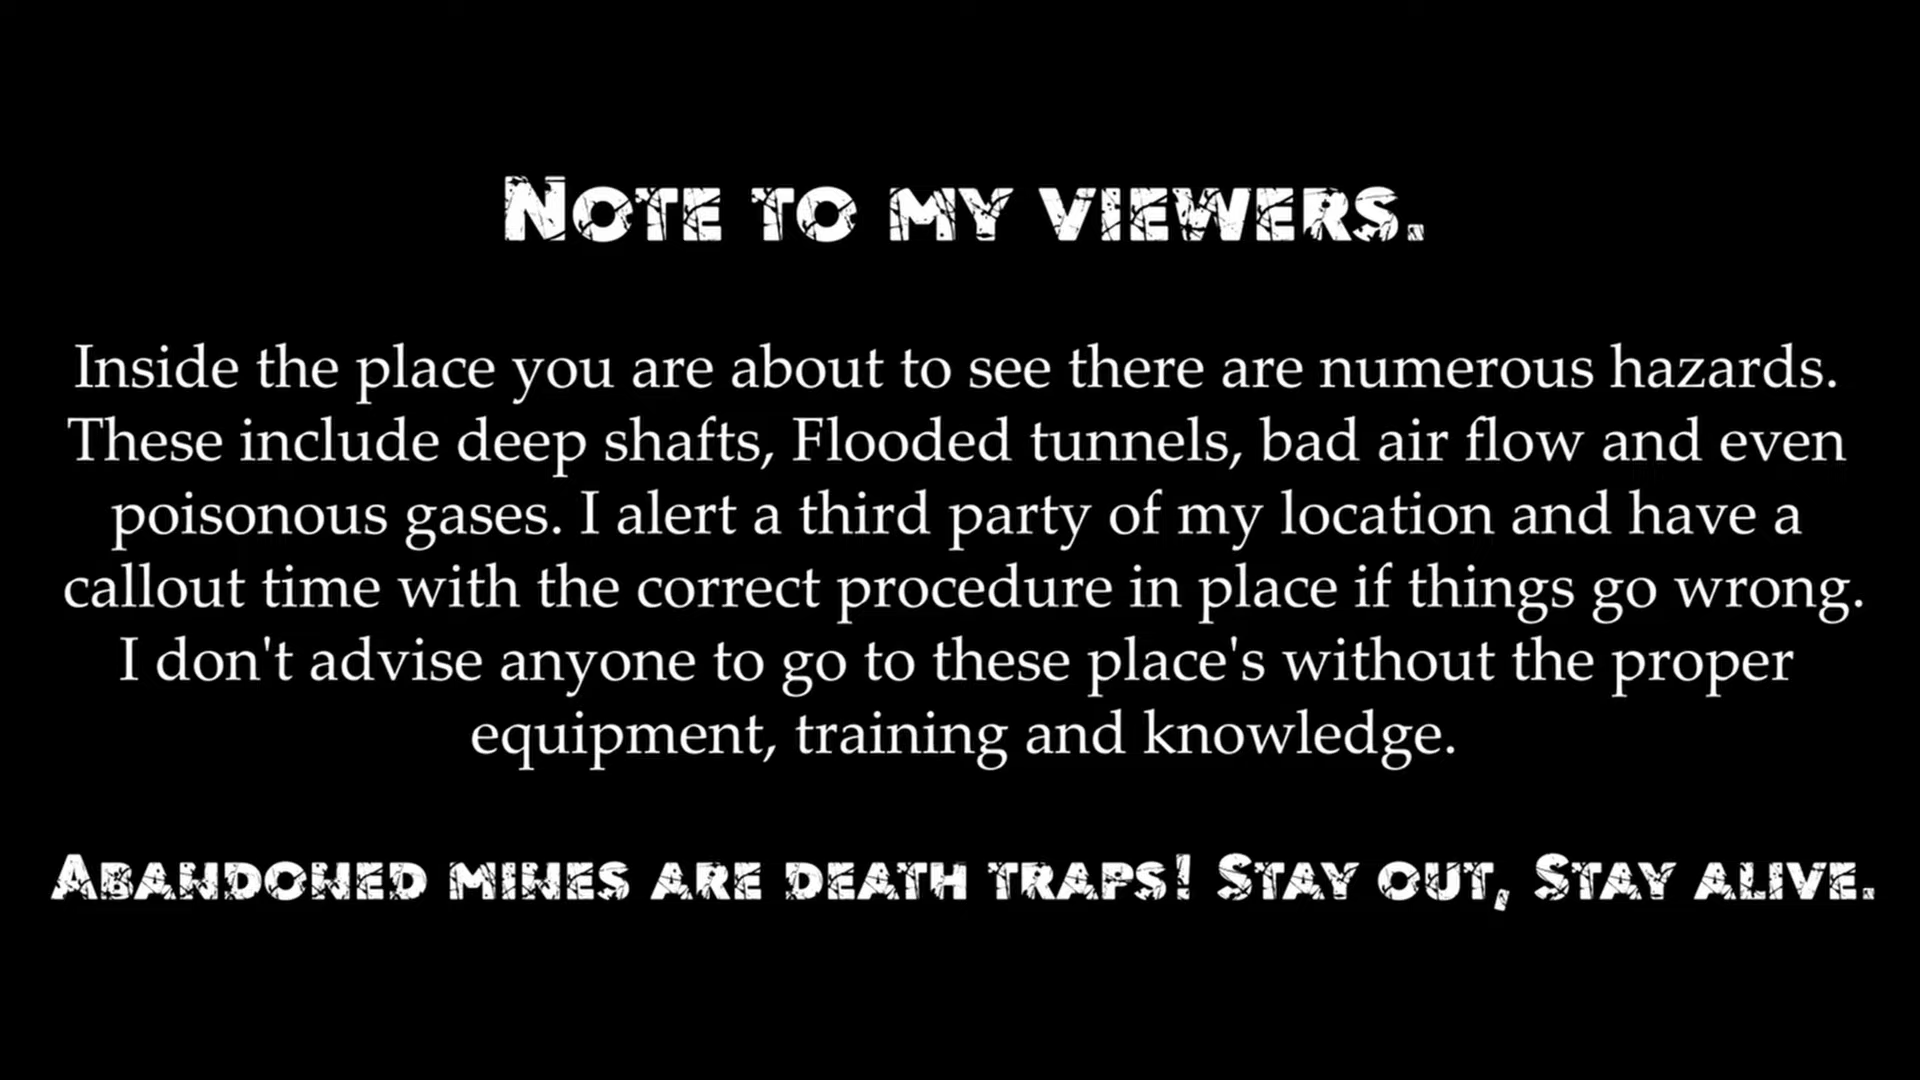 Note to my viewers.
Inside the place you are about to see there are numerous hazards.
These include deep shafts, Flooded tunnels, bad air flow and even
poisonous gases. I alert a third party of my location and have a
callout time with the correct procedure in place if things go wrong.
I don't advise anyone to go to these place's without the proper
equipment, training and knowledge.
Abandoned mines are death traps! Stay out, Stay alive.